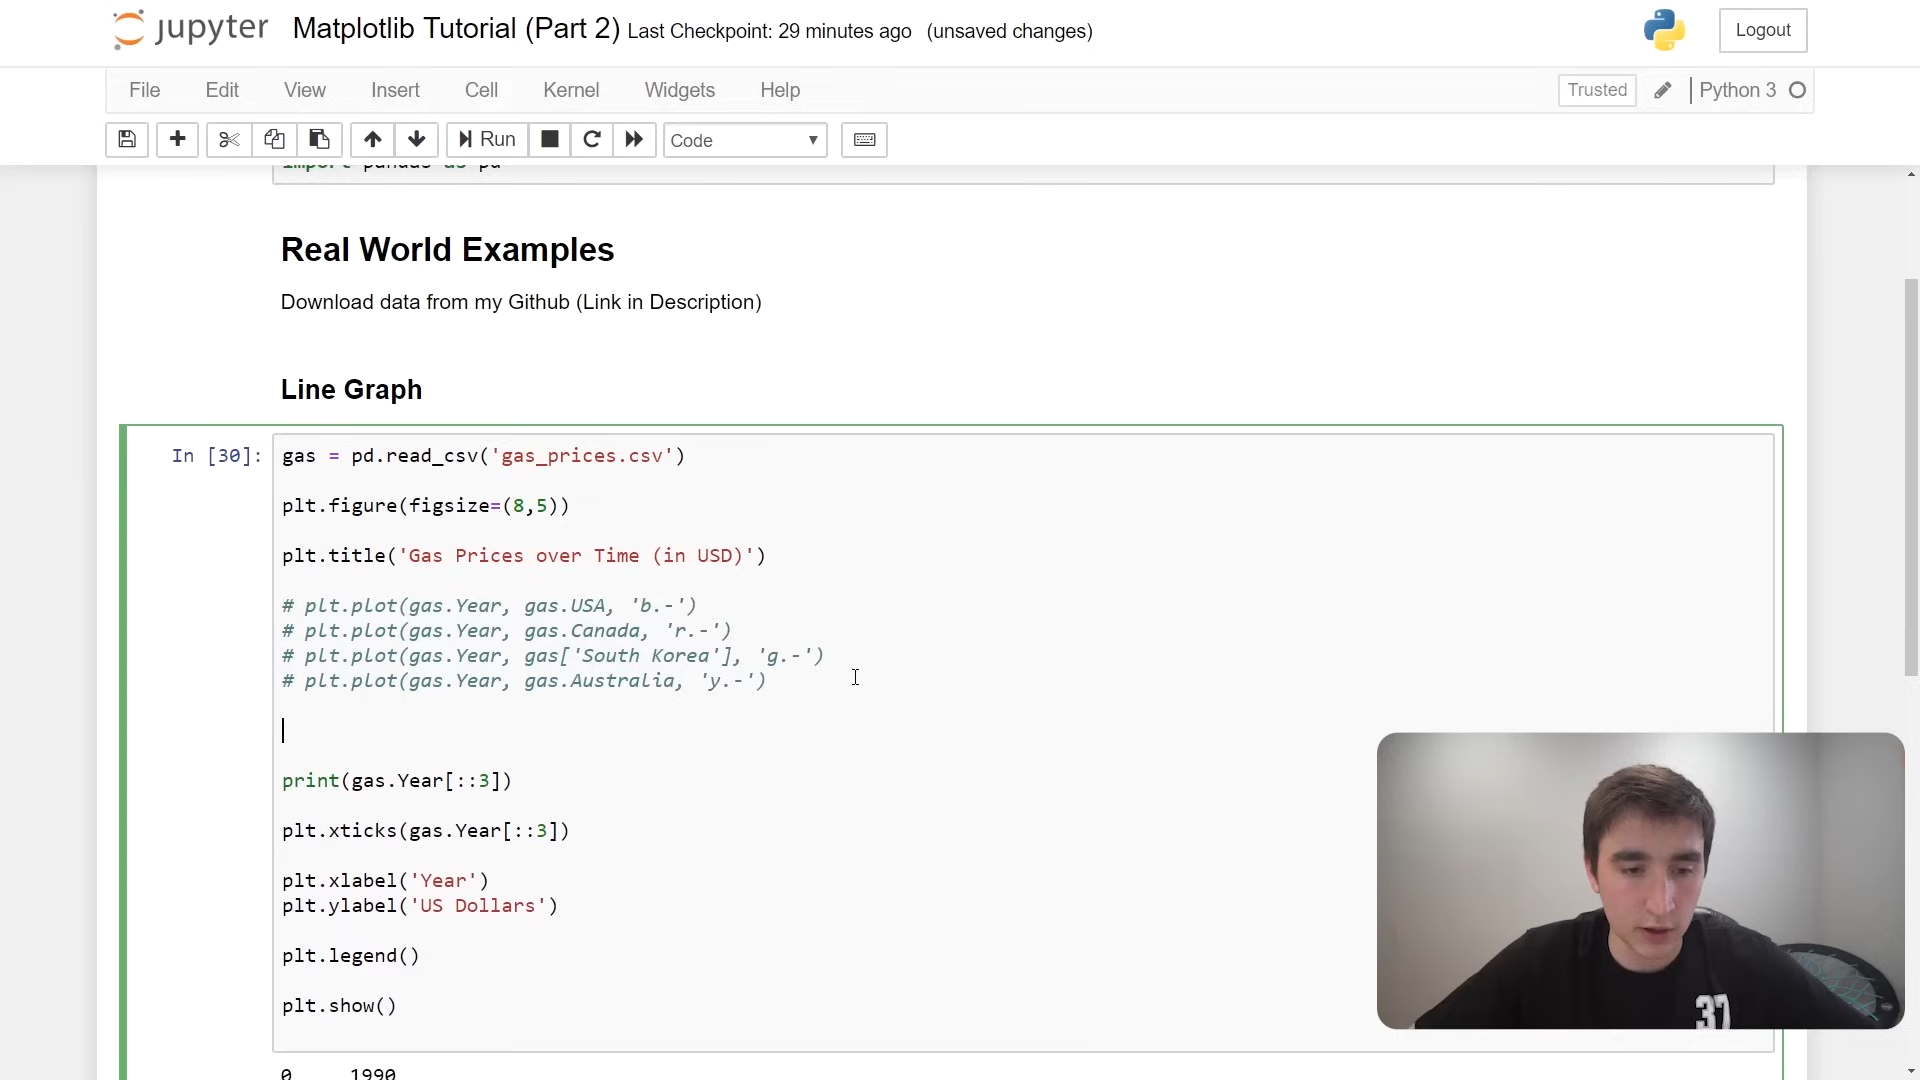 jupyter Matplotlib Tutorial (Part 2) Last Checkpoint: 29 minutes ago (unsaved changes) Logout
File Edit View Insert Cell Kernel Widgets Help Trusted Python 3
Run Code
import pandas as pd
Real World Examples
Download data from my Github (Link in Description)
Line Graph
In [30]: gas = pd.read_csv('gas_prices.csv')
plt.figure(figsize=(8,5))
plt.title('Gas Prices over Time (in USD)')
# plt.plot(gas.Year, gas.USA, 'b.-')
# plt.plot(gas.Year, gas.Canada, 'r.-')
# plt.plot(gas.Year, gas['South Korea'], 'g.-')
# plt.plot(gas.Year, gas.Australia, 'y.-')
print(gas.Year[::3])
plt.xticks(gas.Year[::3])
plt.xlabel('Year')
plt.ylabel('US Dollars')
plt.legend()
plt.show()
0 1990
37